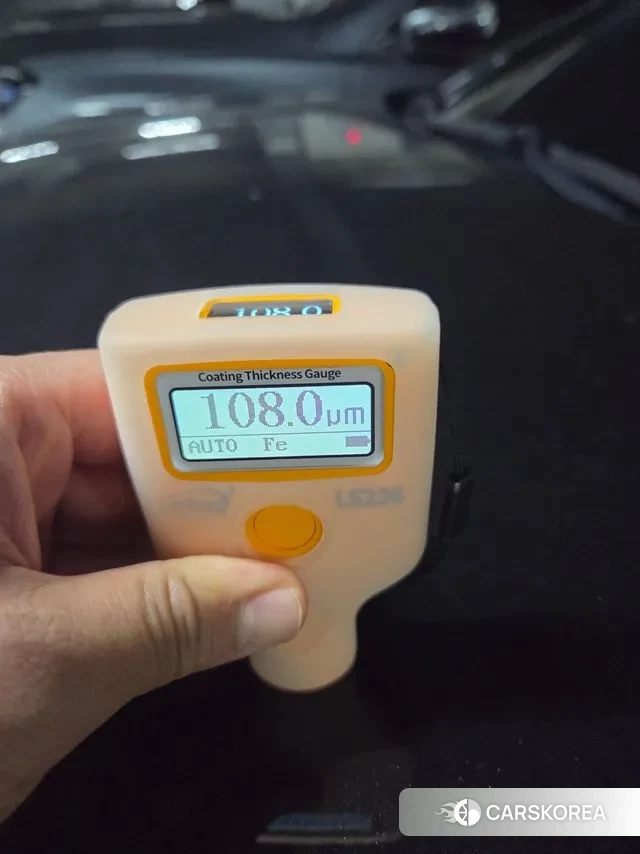 108.0
Coating Thickness Gauge
108.0μm
AUTO Fe
LS236
CARSKOREA